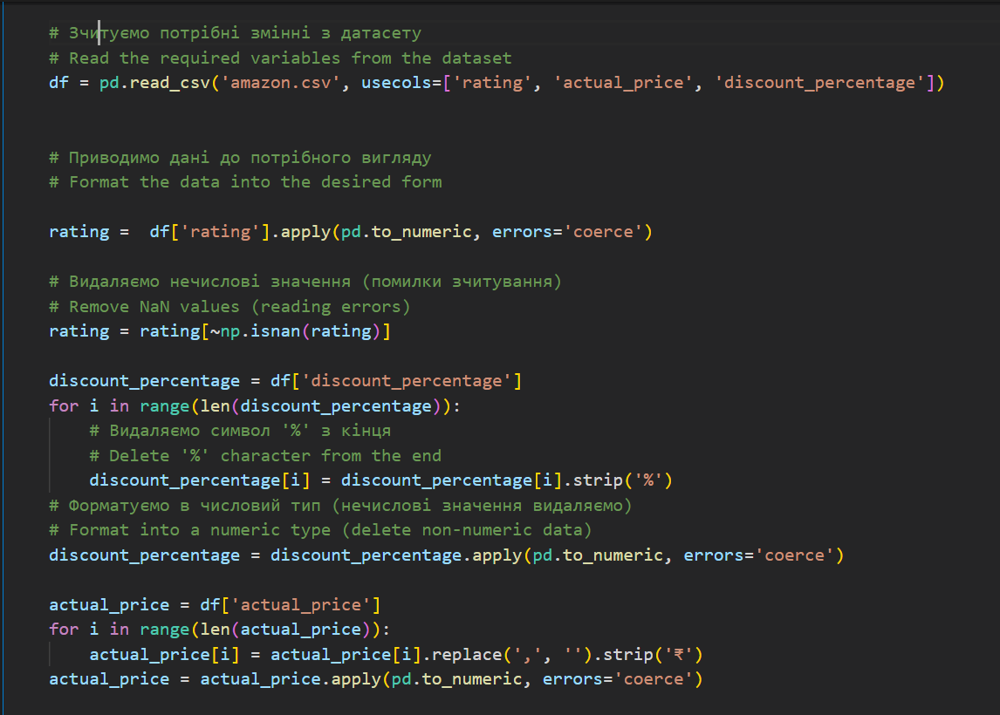 # Зчитуємо потрібні змінні з датасету
# Read the required variables from the dataset
df = pd.read_csv('amazon.csv', usecols=['rating', 'actual_price', 'discount_percentage'])
# Приводимо дані до потрібного вигляду
# Format the data into the desired form
rating =  df['rating'].apply(pd.to_numeric, errors='coerce')
# Видаляємо нечислові значення (помилки зчитування)
# Remove NaN values (reading errors)
rating = rating[~np.isnan(rating)]
discount_percentage = df['discount_percentage']
for i in range(len(discount_percentage)):
    # Видаляємо символ '%' з кінця
    # Delete '%' character from the end
    discount_percentage[i] = discount_percentage[i].strip('%')
# Форматуємо в числовий тип (нечислові значення видаляємо)
# Format into a numeric type (delete non-numeric data)
discount_percentage = discount_percentage.apply(pd.to_numeric, errors='coerce')
actual_price = df['actual_price']
for i in range(len(actual_price)):
    actual_price[i] = actual_price[i].replace(',', '').strip('₹')
actual_price = actual_price.apply(pd.to_numeric, errors='coerce')